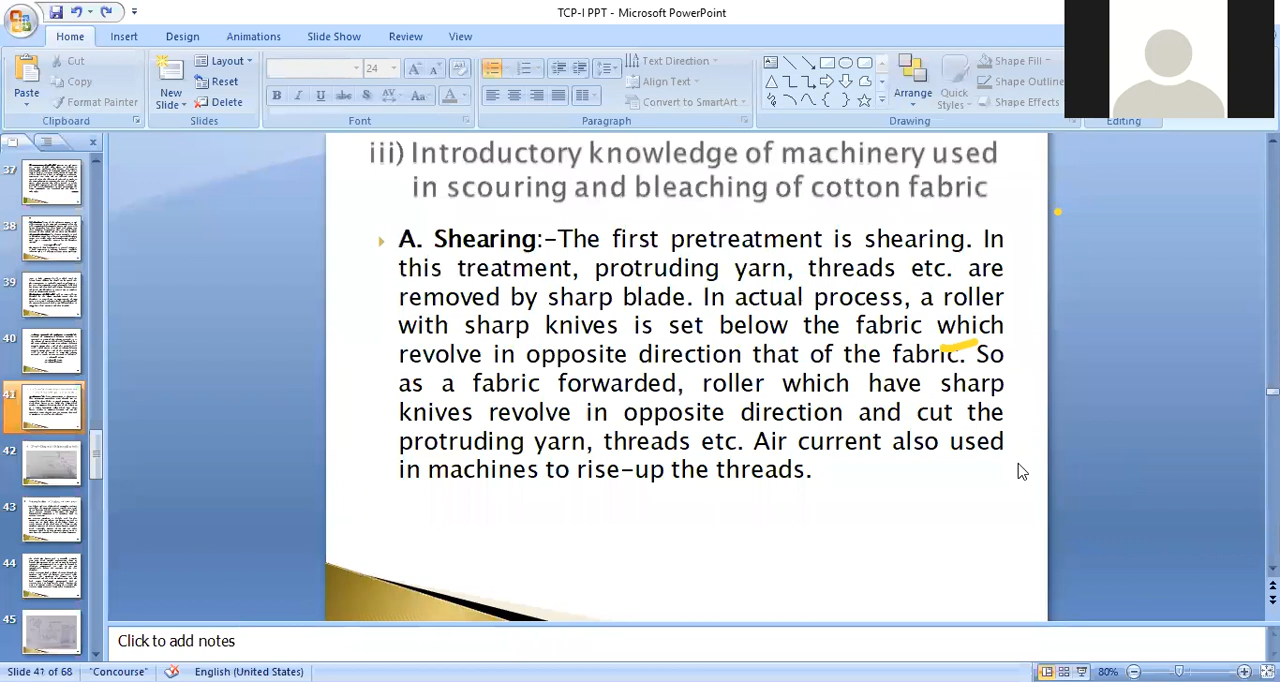 TCP-I PPT - Microsoft PowerPoint
Home Insert Design Animations Slide Show Review View
Paste
Cut
Copy
Format Painter
Clipboard
New Slide
Layout
Reset
Delete
Slides
24
B I U abc S AV Aa A
Font
Text Direction
Align Text
Convert to SmartArt
Paragraph
Arrange
Quick Styles
Shape Fill
Shape Outline
Shape Effects
Drawing
Editing
37
38
39
40
41
42
43
44
45
iii) Introductory knowledge of machinery used
in scouring and bleaching of cotton fabric
A. Shearing:-The first pretreatment is shearing. In
this treatment, protruding yarn, threads etc. are
removed by sharp blade. In actual process, a roller
with sharp knives is set below the fabric which
revolve in opposite direction that of the fabric. So
as a fabric forwarded, roller which have sharp
knives revolve in opposite direction and cut the
protruding yarn, threads etc. Air current also used
in machines to rise-up the threads.
Click to add notes
Slide 41 of 68 "Concourse" English (United States) 80%